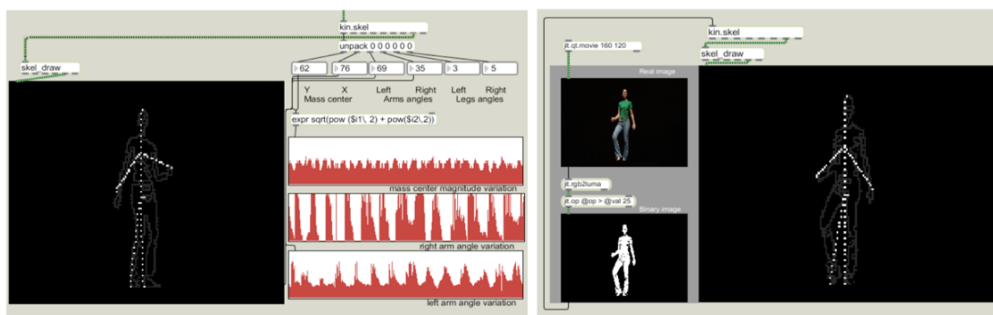 kin.skel
unpack 0 0 0 0 0 0
skel_draw
62 76 69 35 3 5
Y X Left Right Left Right
Mass center Arms angles Legs angles
expr sqrt(pow ($i1\, 2) + pow($i2\,2))
mass center magnitude variation
right arm angle variation
left arm angle variation
kin.skel
jit.qt.movie 160 120
skel_draw
Real image
jit.rgb2luma
jit.op @op > @val 25
Binary image